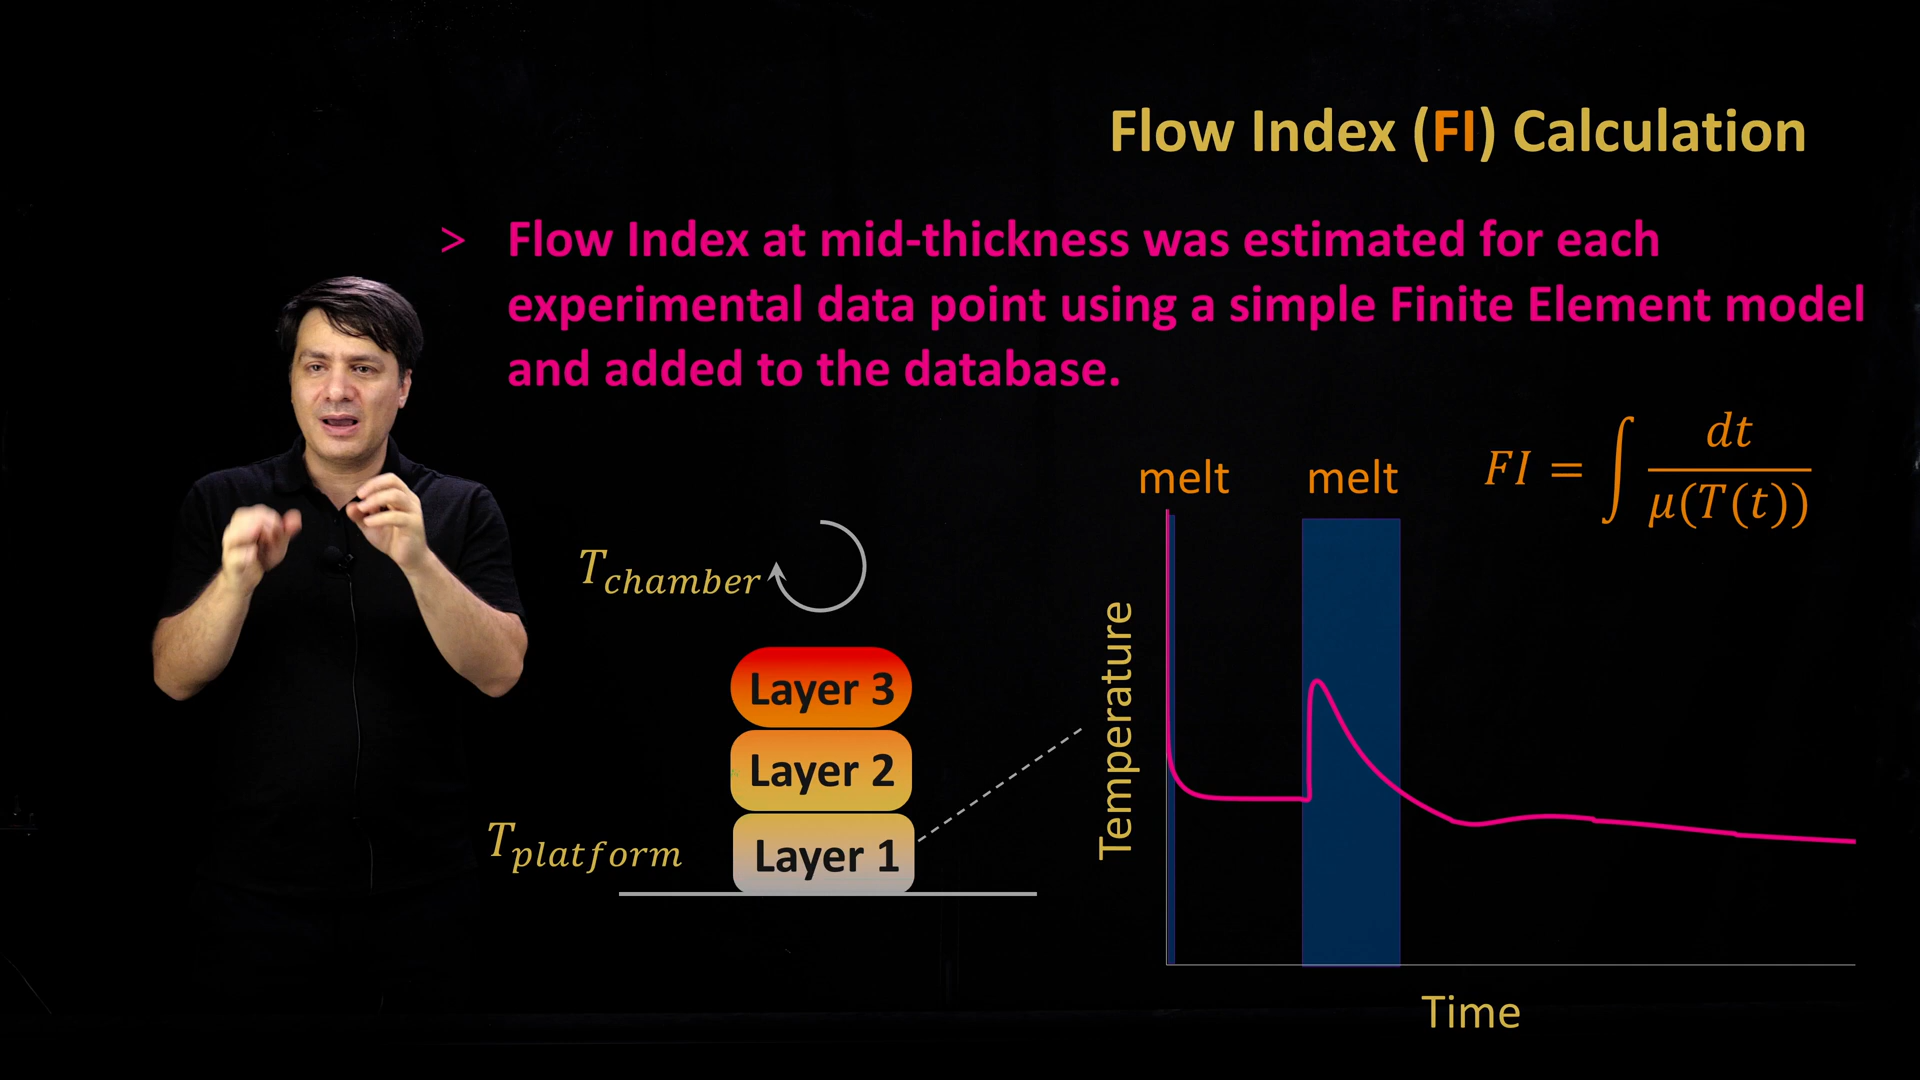 Flow Index (FI) Calculation
> Flow Index at mid-thickness was estimated for each
experimental data point using a simple Finite Element model
and added to the database.
melt
melt
FI = ∫ dt / μ(T(t))
T_chamber
Layer 3
Layer 2
Layer 1
T_platform
Temperature
Time